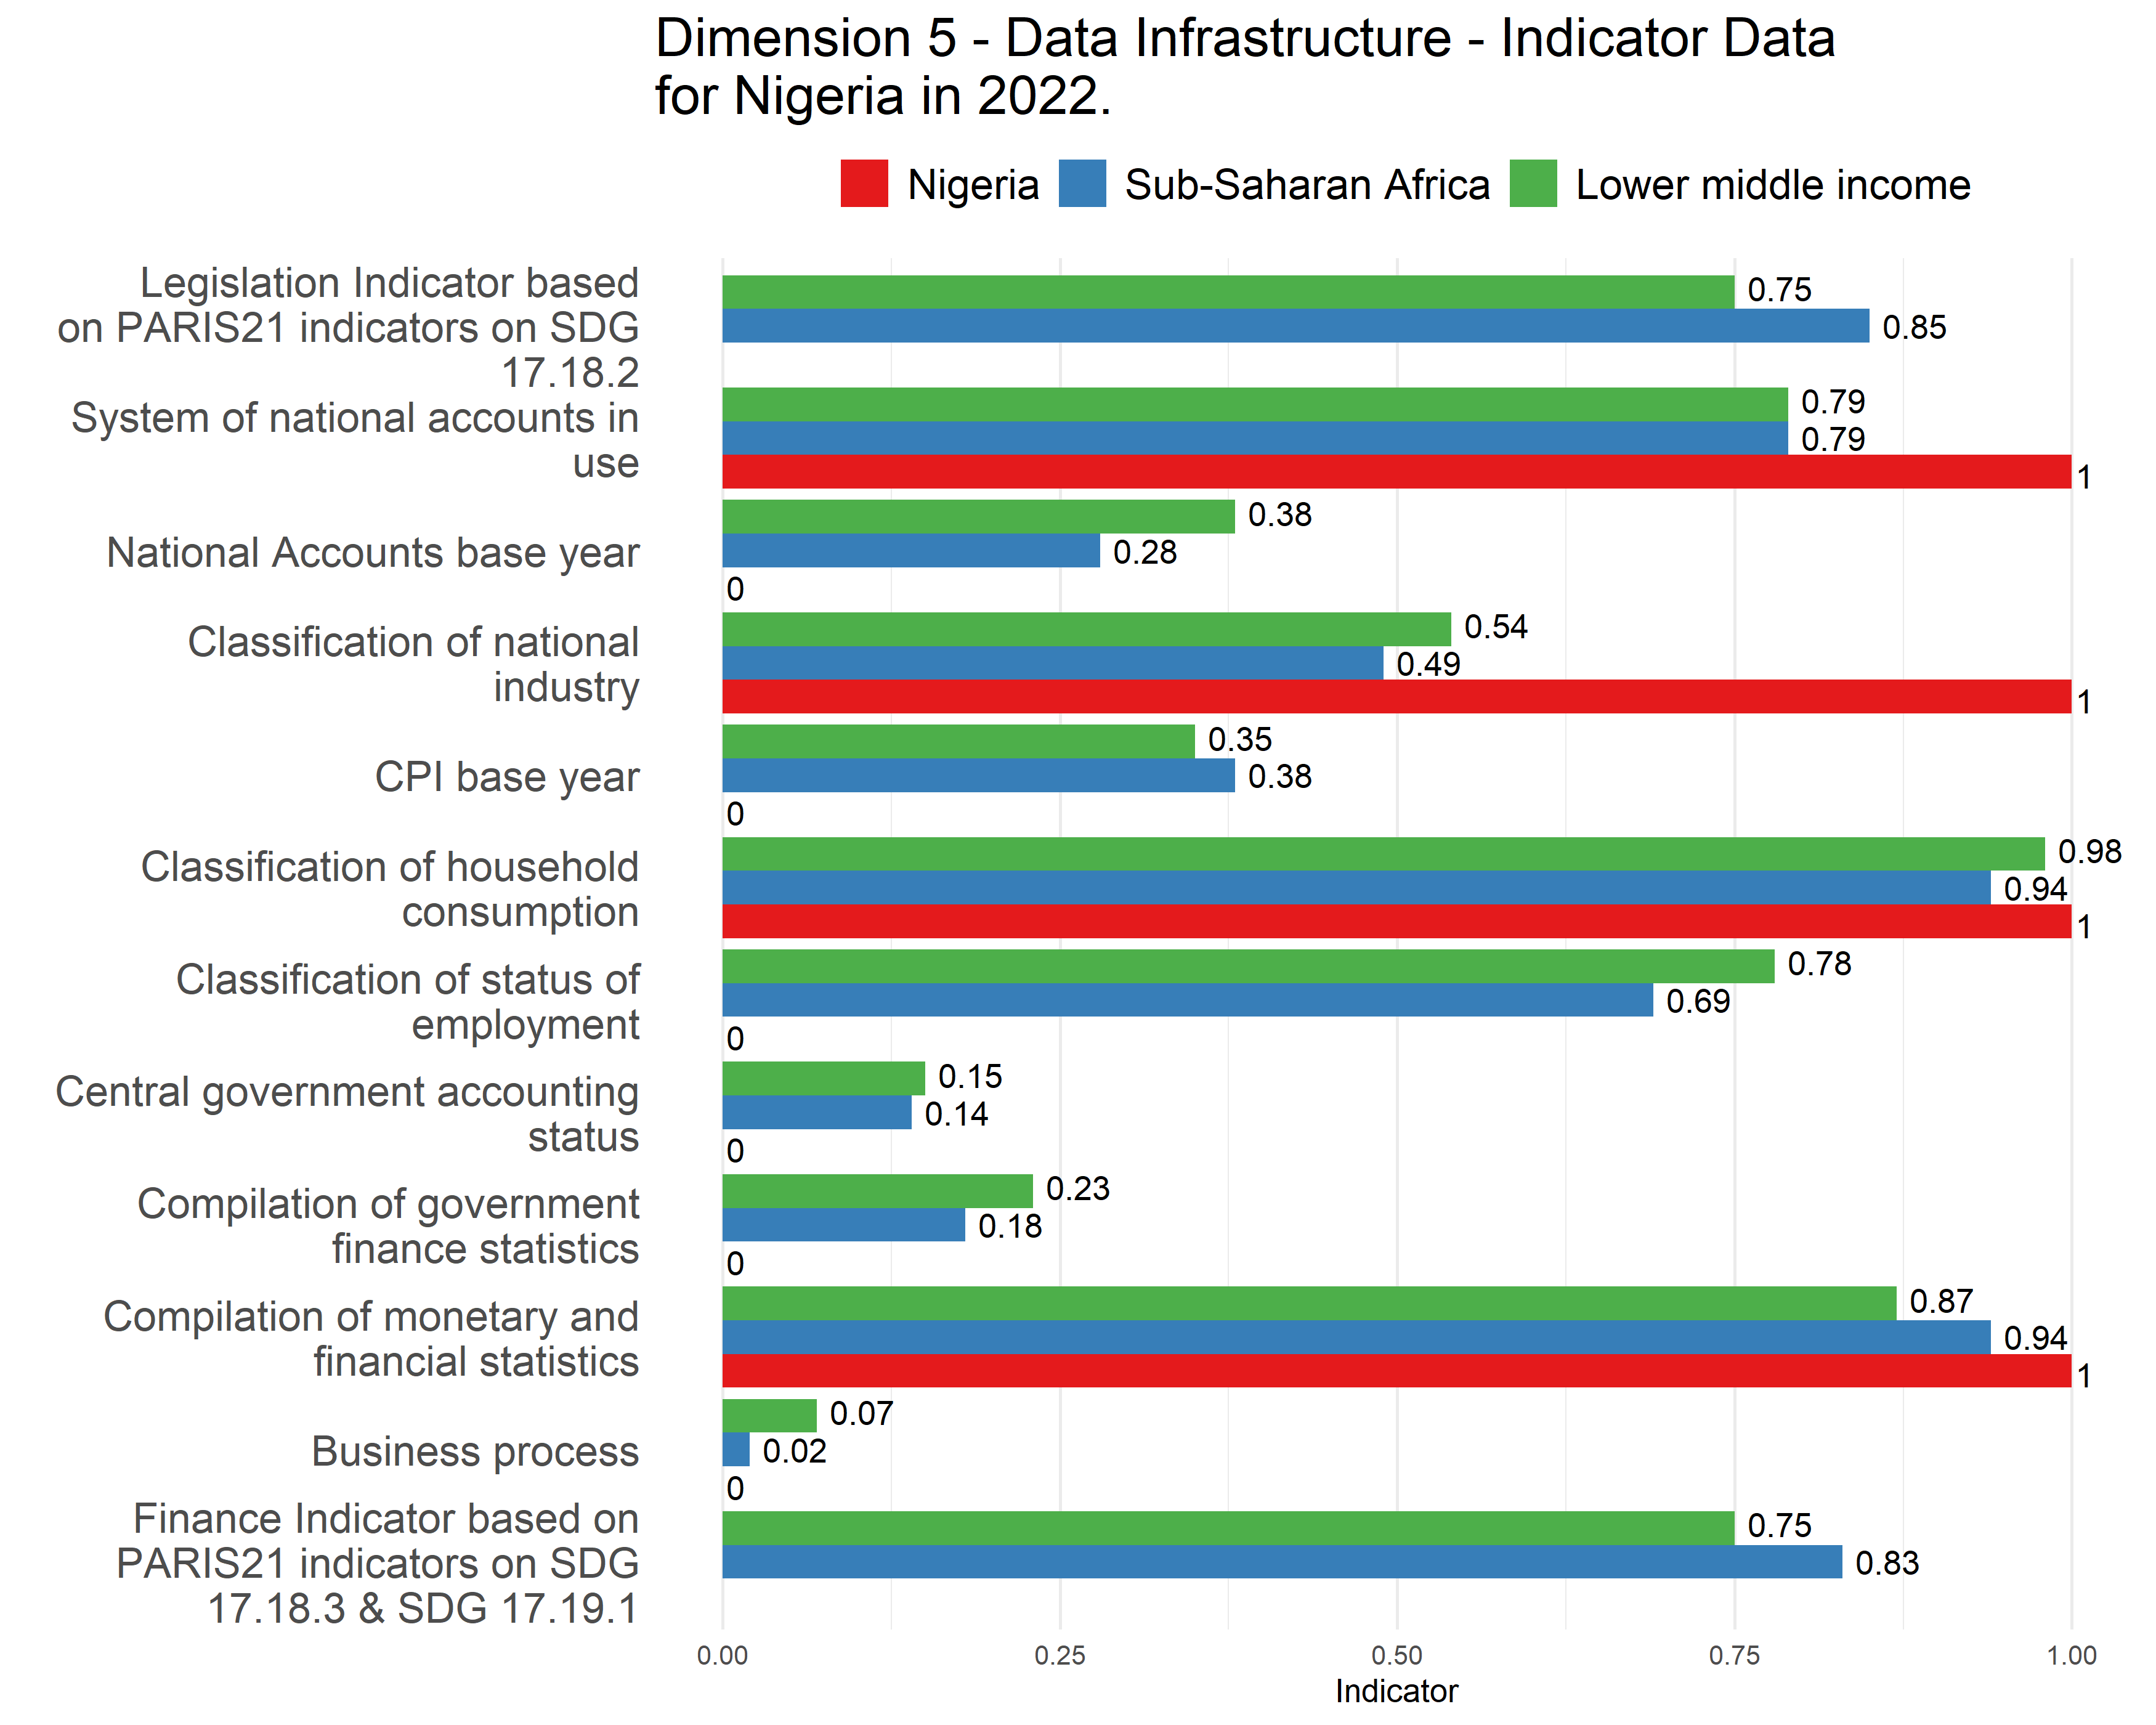 Dimension 5 - Data Infrastructure - Indicator Data
for Nigeria in 2022.
Nigeria
Sub-Saharan Africa
Lower middle income
Legislation Indicator based
on PARIS21 indicators on SDG
17.18.2
0.75
0.85
System of national accounts in
use
0.79
0.79
1
National Accounts base year
0.38
0.28
0
Classification of national
industry
0.54
0.49
1
CPI base year
0.35
0.38
0
Classification of household
consumption
0.98
0.94
1
Classification of status of
employment
0.78
0.69
0
Central government accounting
status
0.15
0.14
0
Compilation of government
finance statistics
0.23
0.18
0
Compilation of monetary and
financial statistics
0.87
0.94
1
Business process
0.07
0.02
0
Finance Indicator based on
PARIS21 indicators on SDG
17.18.3 & SDG 17.19.1
0.75
0.83
0.00
0.25
0.50
0.75
1.00
Indicator